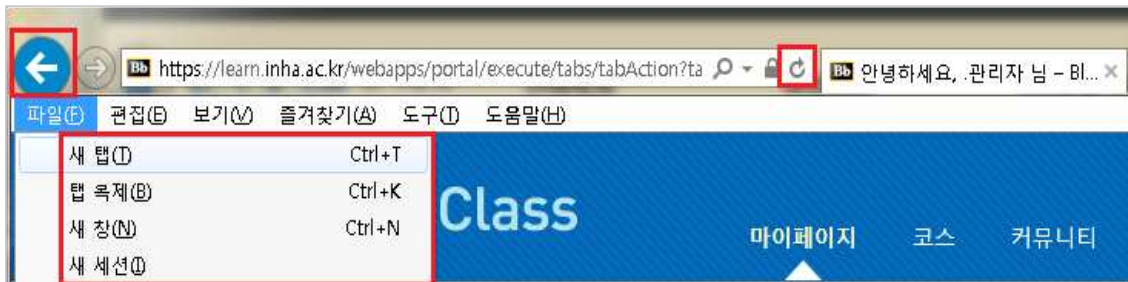 https://learn.inha.ac.kr/webapps/portal/execute/tabs/tabAction?ta
안녕하세요, .관리자 님 – Bl...
파일(F) 편집(E) 보기(V) 즐겨찾기(A) 도구(T) 도움말(H)
새 탭(T) Ctrl+T
탭 복제(B) Ctrl+K
새 창(N) Ctrl+N
새 세션(I)
Class
마이페이지 코스 커뮤니티